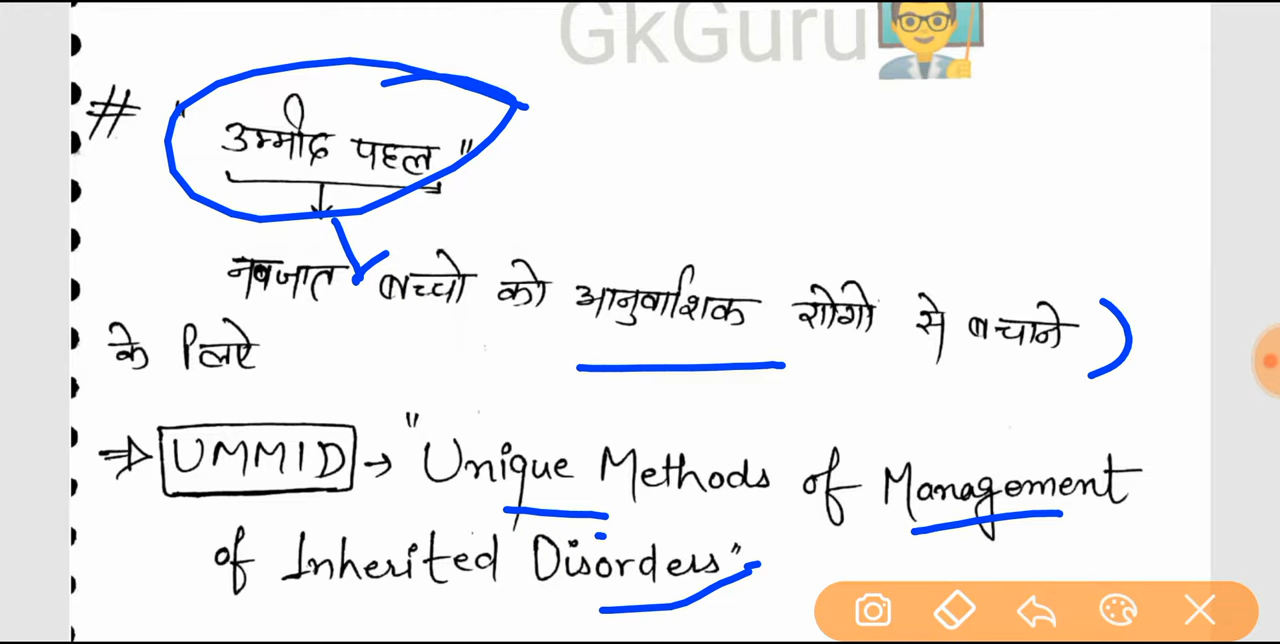 GkGuru
# "उम्मीद पहल"
नवजात बच्चो को आनुवाशिक रोगो से बचाने
के लिऐ
⇒ UMMID → "Unique Methods of Management
of Inherited Disorders"